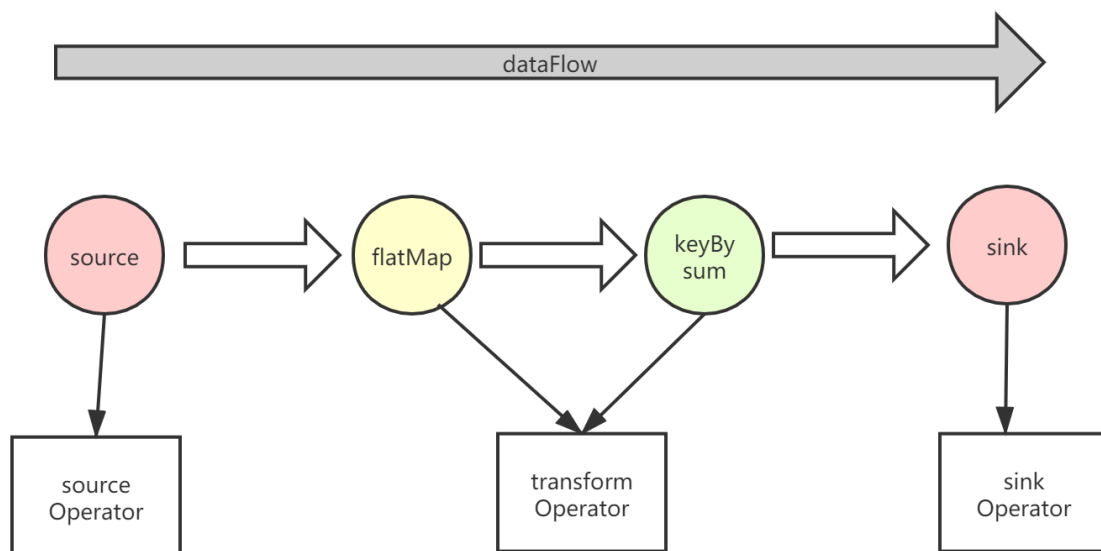 dataFlow
source
flatMap
keyBy
sum
sink
source
Operator
transform
Operator
sink
Operator